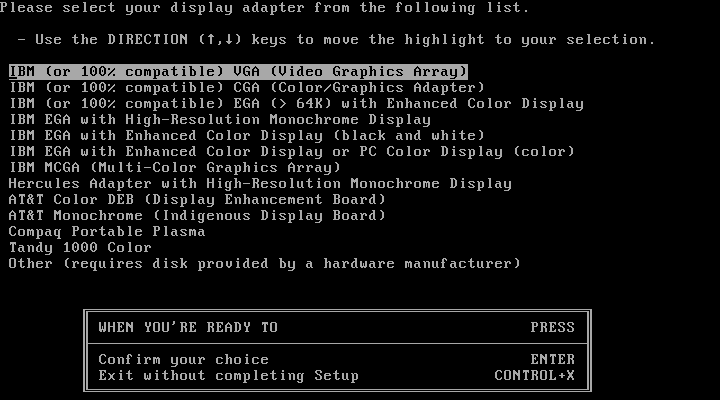 Please select your display adapter from the following list.
- Use the DIRECTION (↑,↓) keys to move the highlight to your selection.
IBM (or 100% compatible) VGA (Video Graphics Array)
IBM (or 100% compatible) CGA (Color/Graphics Adapter)
IBM (or 100% compatible) EGA (> 64K) with Enhanced Color Display
IBM EGA with High-Resolution Monochrome Display
IBM EGA with Enhanced Color Display (black and white)
IBM EGA with Enhanced Color Display or PC Color Display (color)
IBM MCGA (Multi-Color Graphics Array)
Hercules Adapter with High-Resolution Monochrome Display
AT&T Color DEB (Display Enhancement Board)
AT&T Monochrome (Indigenous Display Board)
Compaq Portable Plasma
Tandy 1000 Color
Other (requires disk provided by a hardware manufacturer)
WHEN YOU'RE READY TO PRESS
Confirm your choice ENTER
Exit without completing Setup CONTROL+X